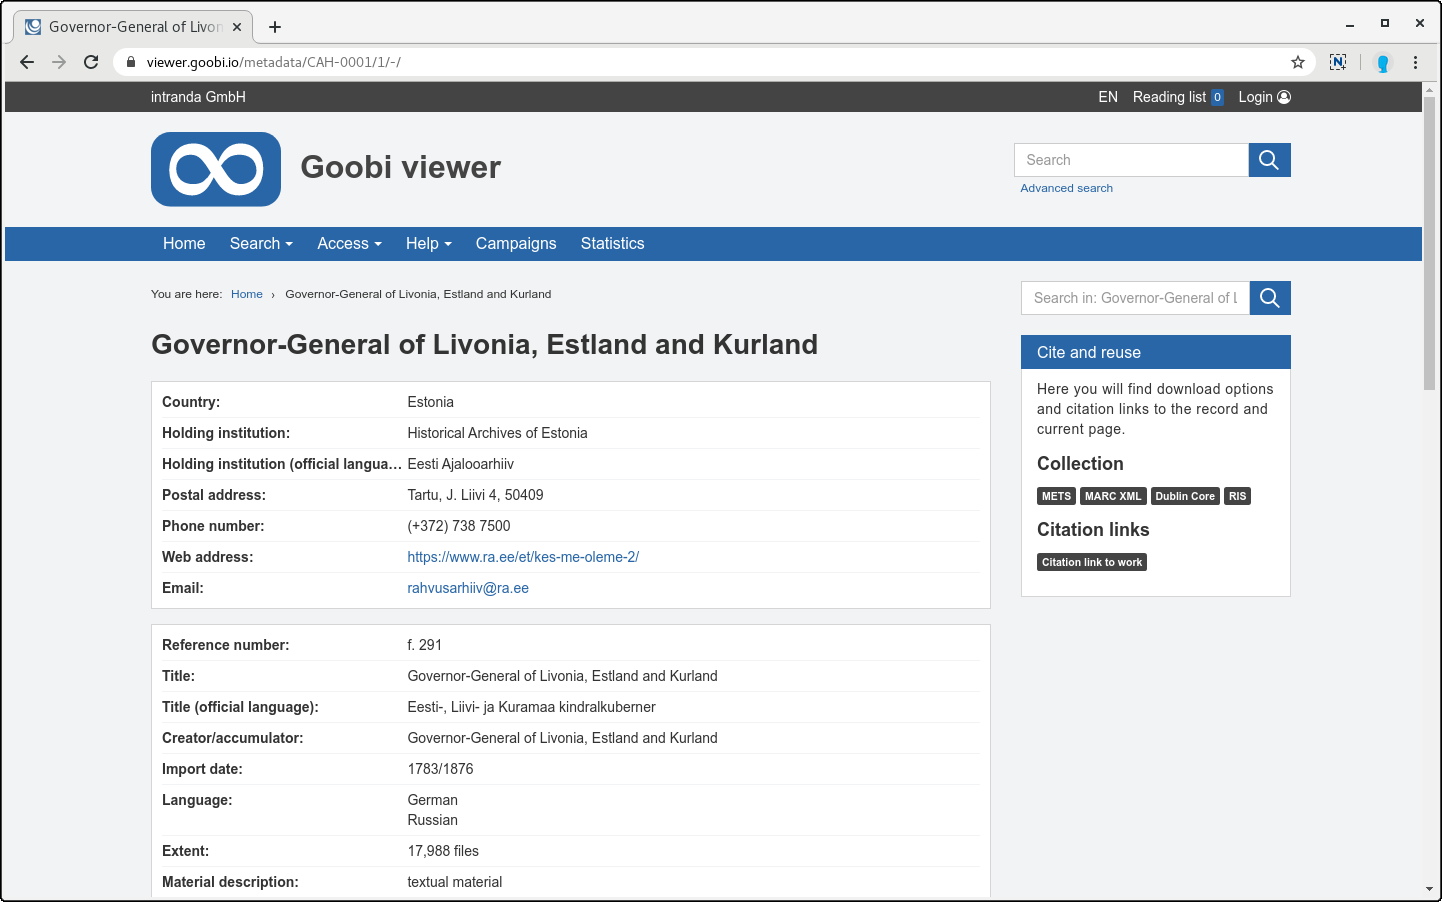 Governor-General of Livon
viewer.goobi.io/metadata/CAH-0001/1/-/
intranda GmbH
EN Reading list 0 Login
Goobi viewer
Search
Advanced search
Home Search Access Help Campaigns Statistics
You are here: Home › Governor-General of Livonia, Estland and Kurland
Search in: Governor-General of L
Governor-General of Livonia, Estland and Kurland
Country: Estonia
Holding institution: Historical Archives of Estonia
Holding institution (official langua… Eesti Ajalooarhiiv
Postal address: Tartu, J. Liivi 4, 50409
Phone number: (+372) 738 7500
Web address: https://www.ra.ee/et/kes-me-oleme-2/
Email: rahvusarhiiv@ra.ee
Reference number: f. 291
Title: Governor-General of Livonia, Estland and Kurland
Title (official language): Eesti-, Liivi- ja Kuramaa kindralkuberner
Creator/accumulator: Governor-General of Livonia, Estland and Kurland
Import date: 1783/1876
Language: German
Russian
Extent: 17,988 files
Material description: textual material
Cite and reuse
Here you will find download options
and citation links to the record and
current page.
Collection
METS MARC XML Dublin Core RIS
Citation links
Citation link to work